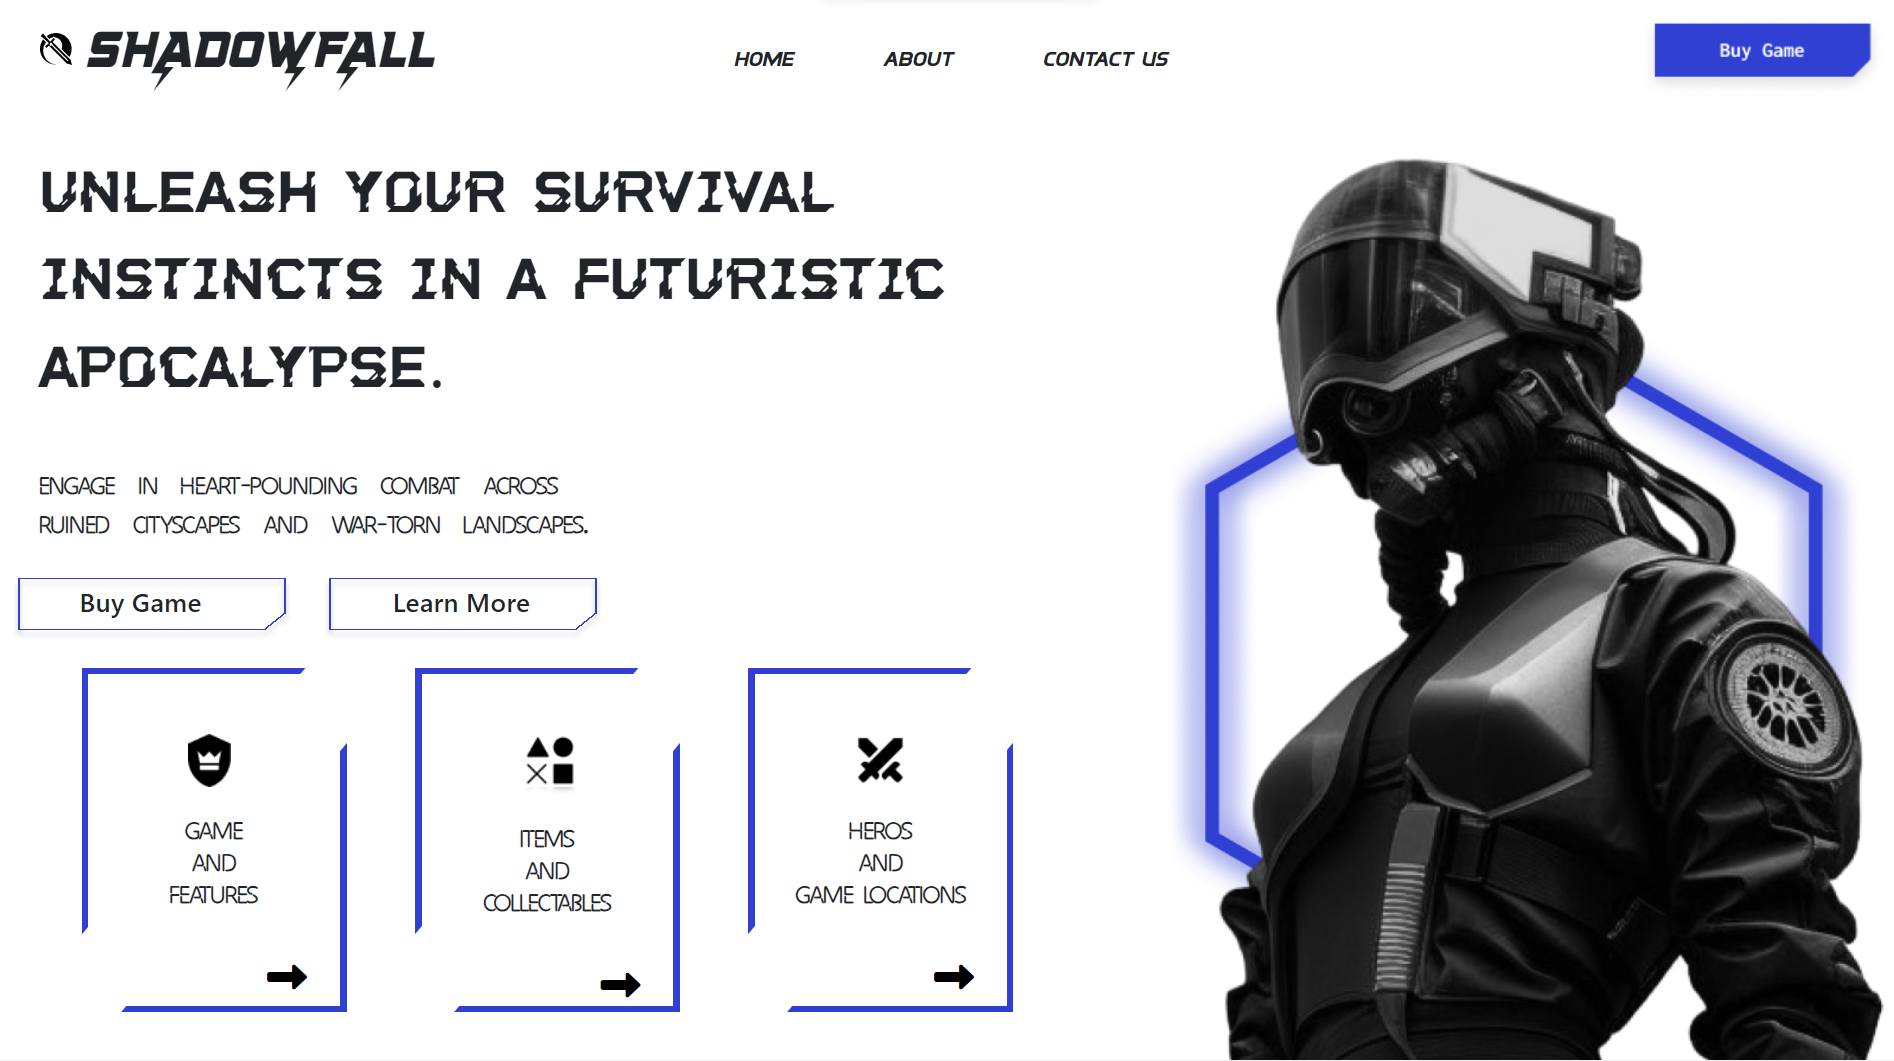 SHADOWFALL
HOME
ABOUT
CONTACT US
Buy Game
UNLEASH YOUR SURVIVAL
INSTINCTS IN A FUTURISTIC
APOCALYPSE.
ENGAGE IN HEART-POUNDING COMBAT ACROSS
RUINED CITYSCAPES AND WAR-TORN LANDSCAPES.
Buy Game
Learn More
GAME
AND
FEATURES
ITEMS
AND
COLLECTABLES
HEROS
AND
GAME LOCATIONS